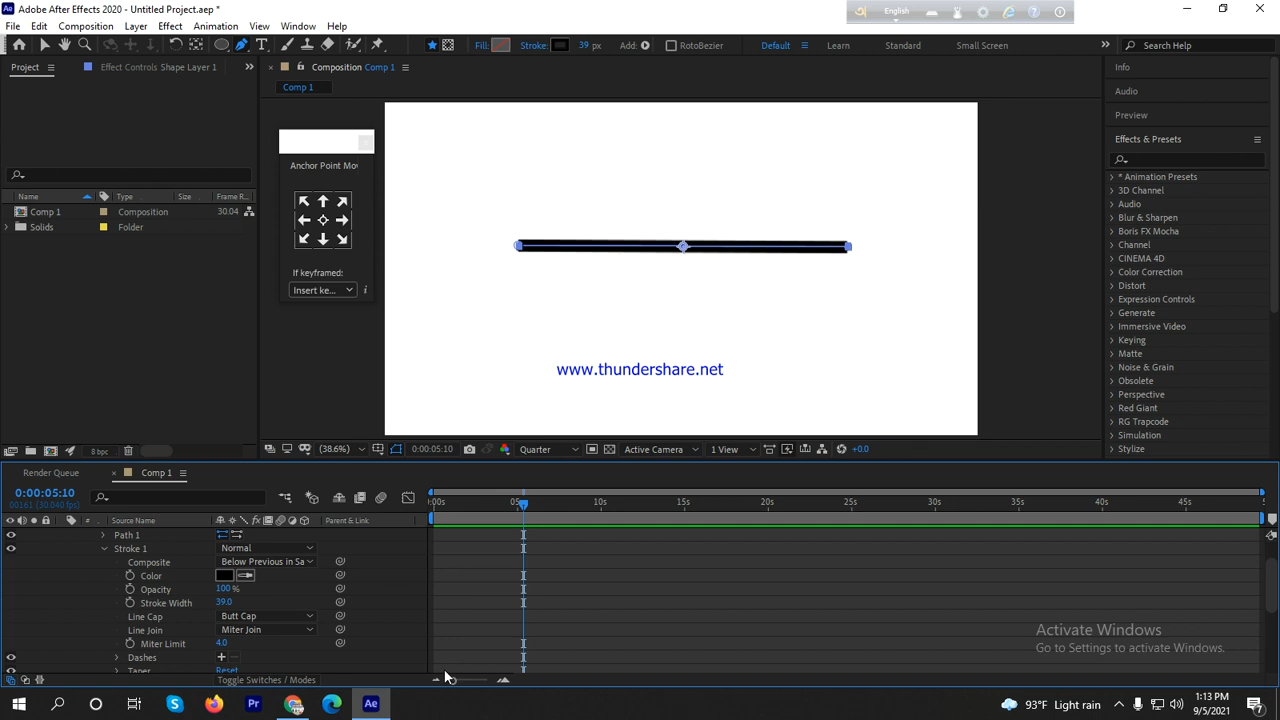 Adobe After Effects 2020 - Untitled Project.aep *
English
File Edit Composition Layer Effect Animation View Window Help
Fill: Stroke: 39 px Add: RotoBezier Default Learn Standard Small Screen Search Help
Project Effect Controls Shape Layer 1 Composition Comp 1 Info
Comp 1 Audio
Preview
Effects & Presets
Anchor Point Mov
* Animation Presets
3D Channel
Name Type Size Frame R... Audio
Comp 1 Composition 30.04 Blur & Sharpen
Solids Folder Boris FX Mocha
Channel
CINEMA 4D
If keyframed: Color Correction
Insert ke... i Distort
Expression Controls
Generate
Immersive Video
Keying
Matte
www.thundershare.net Noise & Grain
Obsolete
Perspective
Red Giant
RG Trapcode
Simulation
8 bpc (38.6%) 0:00:05:10 Quarter Active Camera 1 View +0.0 Stylize
Render Queue Comp 1
0:00:05:10
00161 (30.040 fps) :00s 05s 10s 15s 20s 25s 30s 35s 40s 45s 5
# Source Name Parent & Link
Path 1
Stroke 1 Normal
Composite Below Previous in Sa
Color
Opacity 100 %
Stroke Width 39.0
Line Cap Butt Cap
Line Join Miter Join
Miter Limit 4.0
Dashes
Taper Reset
Toggle Switches / Modes
Activate Windows
Go to Settings to activate Windows.
93°F Light rain 1:13 PM
9/5/2021